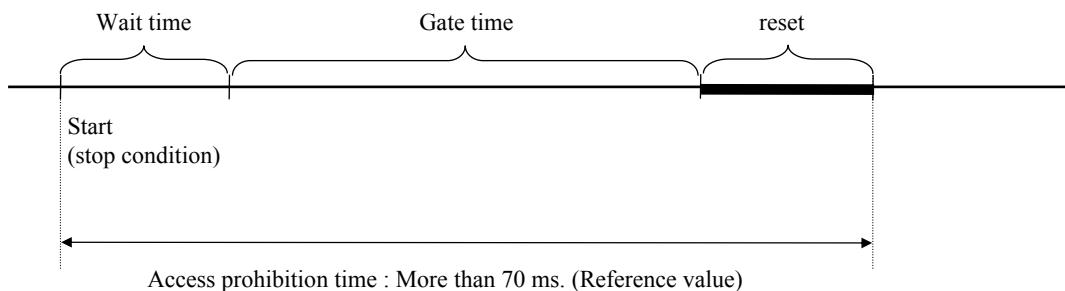 Wait time
Gate time
reset
Start
(stop condition)
Access prohibition time : More than 70 ms. (Reference value)